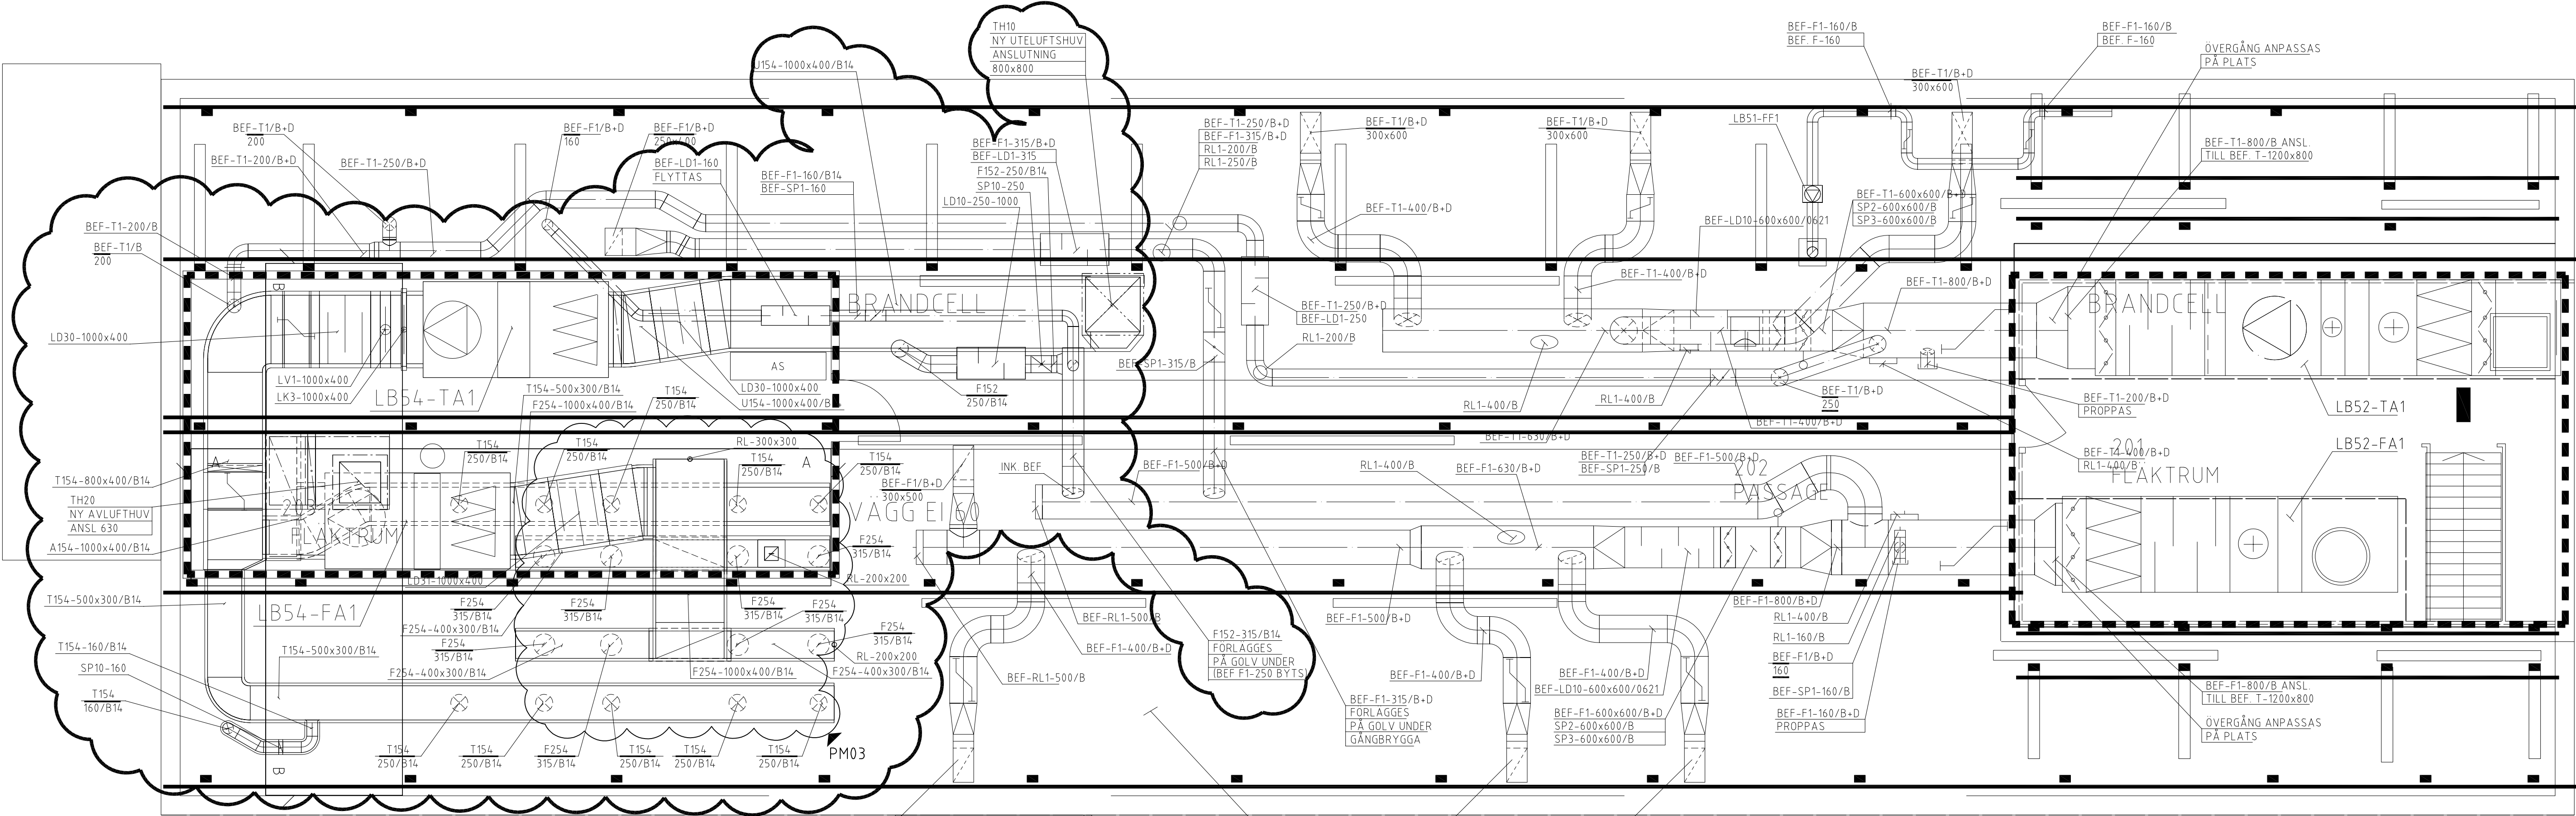 TH10
NY UTELUFTSHUV
ANSLUTNING
800x800
U154-1000x400/B14
BEF-F1-160/B
BEF. F-160
BEF-F1-160/B
BEF. F-160
ÖVERGÅNG ANPASSAS
PÅ PLATS
BEF-T1/B+D
300x600
BEF-T1/B+D
200
BEF-F1/B+D
160
BEF-F1/B+D
250x400
BEF-T1-200/B+D
BEF-T1-250/B+D
BEF-LD1-160
FLYTTAS
BEF-F1-160/B14
BEF-SP1-160
BEF-F1-315/B+D
BEF-LD1-315
F152-250/B14
SP10-250
LD10-250-1000
BEF-T1-250/B+D
BEF-F1-315/B+D
RL1-200/B
RL1-250/B
BEF-T1/B+D
300x600
BEF-T1/B+D
300x600
LB51-FF1
BEF-T1-800/B ANSL.
TILL BEF. T-1200x800
BEF-T1-200/B
BEF-T1/B
200
BEF-T1-400/B+D
BEF-LD10-600x600/0621
BEF-T1-600x600/B+D
SP2-600x600/B
SP3-600x600/B
BEF-T1-400/B+D
BEF-T1-800/B+D
B
BRANDCELL
BRANDCELL
LD30-1000x400
BEF-T1-250/B+D
BEF-LD1-250
RL1-200/B
BEF-SP1-315/B
AS
LV1-1000x400
LK3-1000x400
LB54-TA1
T154-500x300/B14
F254-1000x400/B14
T154
250/B14
LD30-1000x400
U154-1000x400/B14
F152
250/B14
RL1-400/B
RL1-400/B
BEF-T1/B+D
250
BEF-T1-400/B+D
BEF-T1-200/B+D
PROPPAS
LB52-TA1
A
T154
250/B14
T154
250/B14
RL-300x300
T154
250/B14
A
T154
250/B14
BEF-T1-630/B+D
INK. BEF
BEF-F1-500/B+D
RL1-400/B
BEF-F1-630/B+D
BEF-T1-250/B+D
BEF-SP1-250/B
BEF-F1-500/B+D
202
PASSAGE
BEF-T1-400/B+D
RL1-400/B
201
FLÄKTRUM
LB52-FA1
T154-800x400/B14
TH20
NY AVLUFTHUV
ANSL 630
A154-1000x400/B14
FLÄKTRUM
BEF-F1/B+D
300x500
VÄGG EI 60
F254
315/B14
LD31-1000x400
RL-200x200
T154-500x300/B14
LB54-FA1
F254
315/B14
F254
315/B14
F254
315/B14
F254
315/B14
F254-400x300/B14
F254
315/B14
F254
315/B14
RL-200x200
T154-160/B14
SP10-160
T154
160/B14
T154-500x300/B14
F254-400x300/B14
F254-1000x400/B14
F254-400x300/B14
BEF-RL1-500/B
BEF-F1-400/B+D
BEF-RL1-500/B
F152-315/B14
FÖRLÄGGES
PÅ GOLV UNDER
(BEF F1-250 BYTS)
BEF-F1-500/B+D
BEF-F1-315/B+D
FÖRLÄGGES
PÅ GOLV UNDER
GÅNGBRYGGA
BEF-F1-400/B+D
BEF-F1-400/B+D
BEF-LD10-600x600/0621
BEF-F1-600x600/B+D
SP2-600x600/B
SP3-600x600/B
BEF-F1-800/B+D
RL1-400/B
RL1-160/B
BEF-F1/B+D
160
BEF-SP1-160/B
BEF-F1-160/B+D
PROPPAS
BEF-F1-800/B ANSL.
TILL BEF. T-1200x800
ÖVERGÅNG ANPASSAS
PÅ PLATS
T154
250/B14
T154
250/B14
F254
315/B14
T154
250/B14
T154
250/B14
T154
250/B14
PM03
B